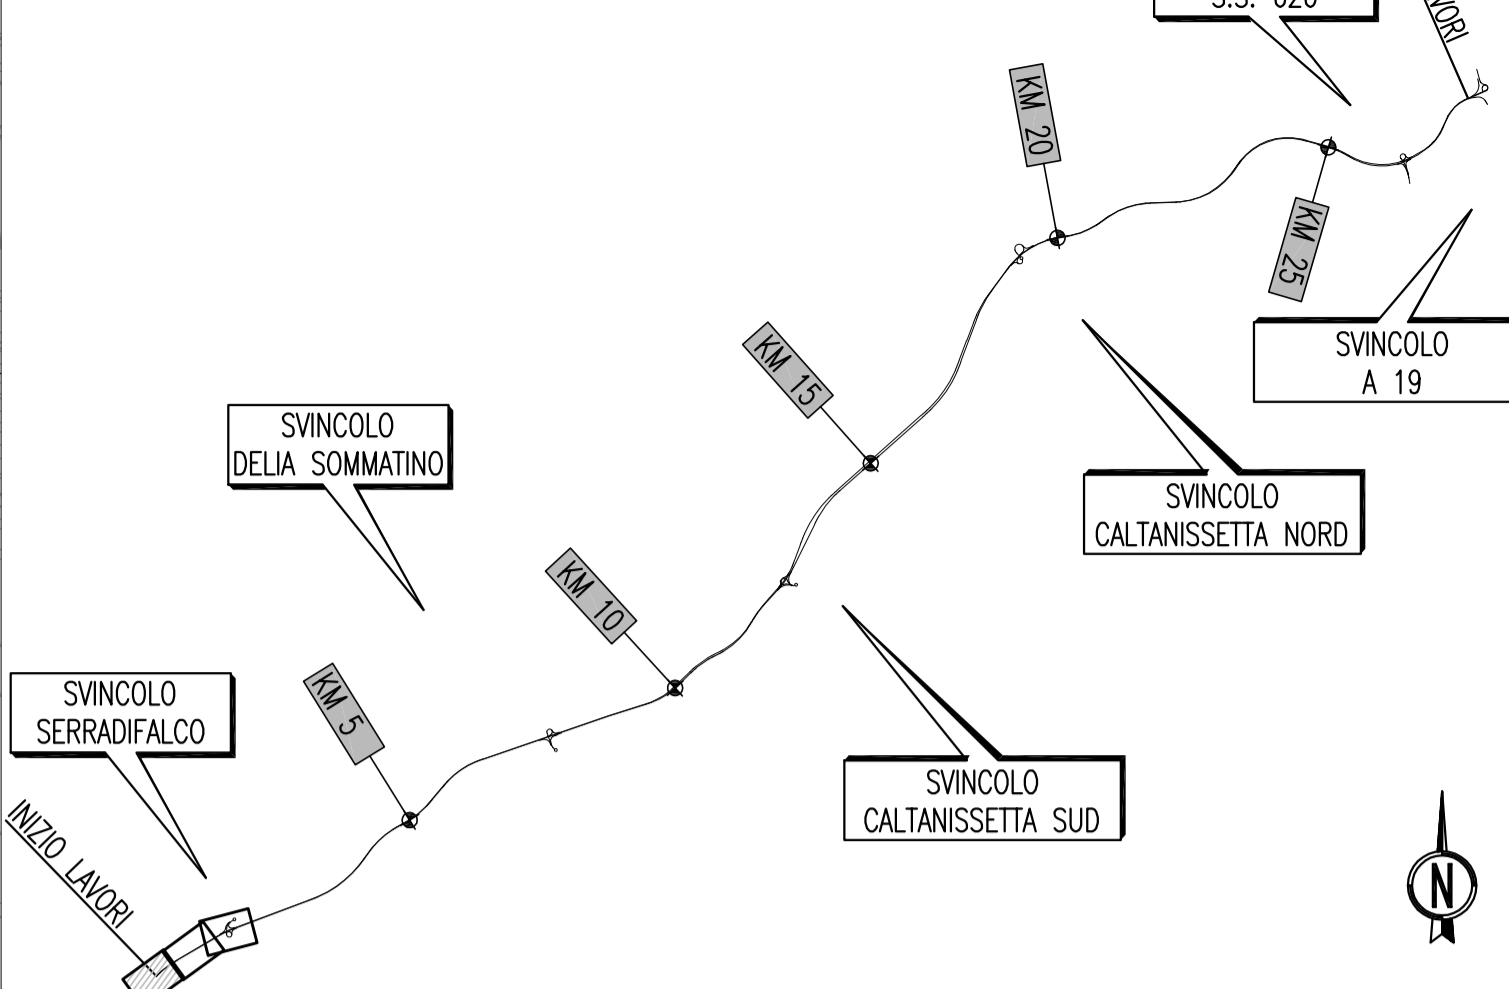 KM 20
KM 25
SVINCOLO
A 19
KM 15
SVINCOLO
DELIA SOMMATINO
SVINCOLO
CALTANISSETTA NORD
KM 10
SVINCOLO
SERRADIFALCO
KM 5
SVINCOLO
CALTANISSETTA SUD
INIZIO LAVORI
N